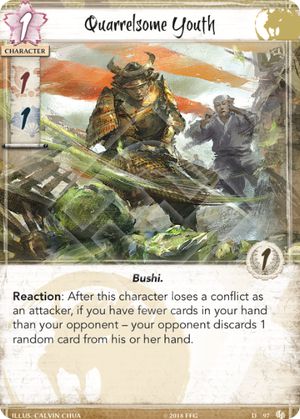 Quarrelsome Youth
1
CHARACTER
1
1
Bushi.
1
Reaction: After this character loses a conflict as
an attacker, if you have fewer cards in your hand
than your opponent – your opponent discards 1
random card from his or her hand.
ILLUS: CALVIN CHUA
©2018 FFG
D 97